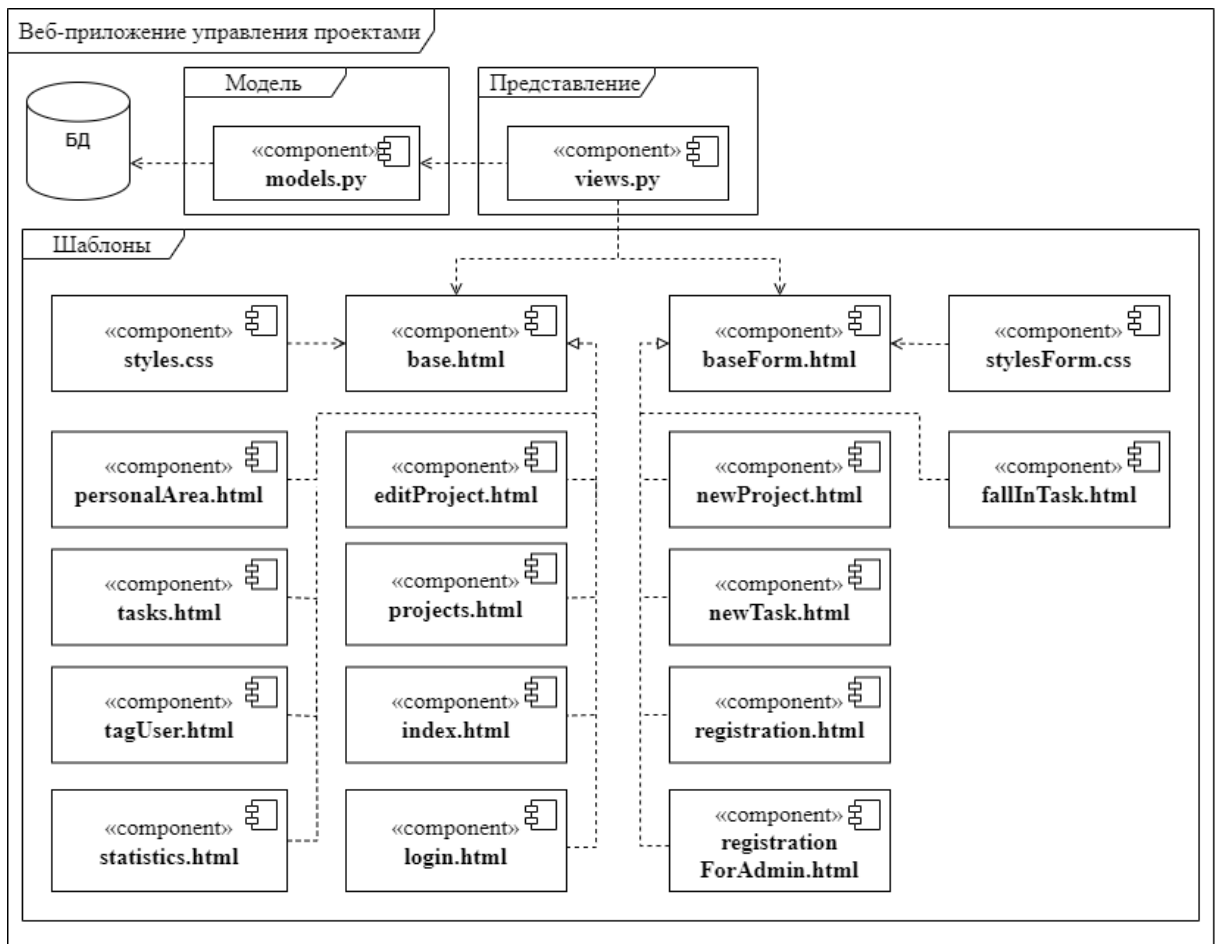 Веб-приложение управления проектами
Модель
Представление
БД
«component»
models.py
«component»
views.py
Шаблоны
«component»
styles.css
«component»
base.html
«component»
baseForm.html
«component»
stylesForm.css
«component»
personalArea.html
«component»
editProject.html
«component»
newProject.html
«component»
fallInTask.html
«component»
tasks.html
«component»
projects.html
«component»
newTask.html
«component»
tagUser.html
«component»
index.html
«component»
registration.html
«component»
statistics.html
«component»
login.html
«component»
registration
ForAdmin.html